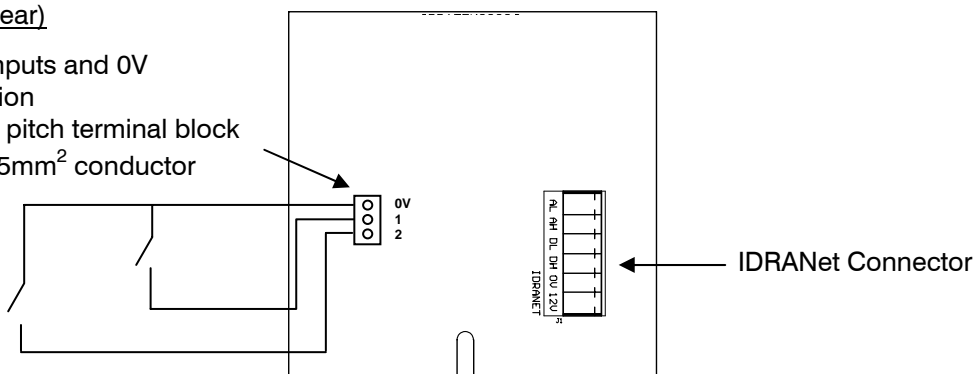 ear)
nputs and 0V
ion
pitch terminal block
5mm² conductor
0V
1
2
AL AH DL DH 0V 12V
IDRANET
J1
IDRANet Connector